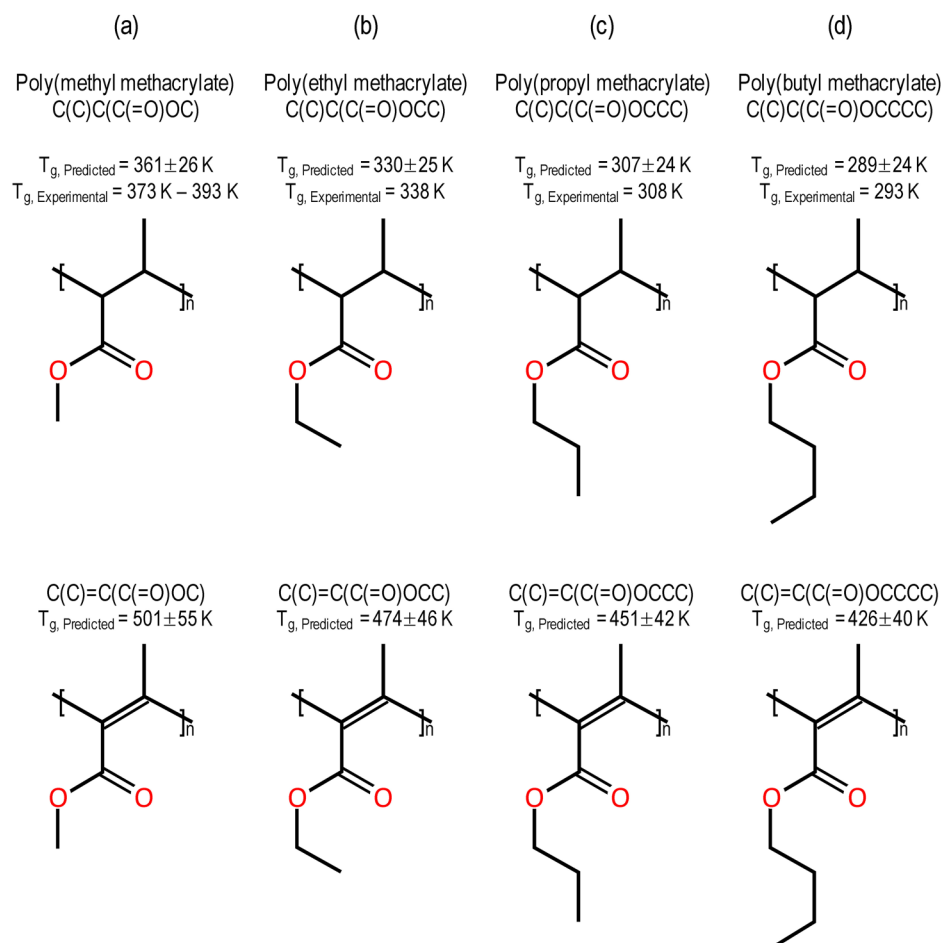 (a)
(b)
(c)
(d)
Poly(methyl methacrylate)
C(C)C(C(=O)OC)
Poly(ethyl methacrylate)
C(C)C(C(=O)OCC)
Poly(propyl methacrylate)
C(C)C(C(=O)OCCC)
Poly(butyl methacrylate)
C(C)C(C(=O)OCCCC)
Tg, Predicted = 361±26 K
Tg, Experimental = 373 K – 393 K
Tg, Predicted = 330±25 K
Tg, Experimental = 338 K
Tg, Predicted = 307±24 K
Tg, Experimental = 308 K
Tg, Predicted = 289±24 K
Tg, Experimental = 293 K
[ ]n
O O
[ ]n
O O
[ ]n
O O
[ ]n
O O
C(C)=C(C(=O)OC)
Tg, Predicted = 501±55 K
C(C)=C(C(=O)OCC)
Tg, Predicted = 474±46 K
C(C)=C(C(=O)OCCC)
Tg, Predicted = 451±42 K
C(C)=C(C(=O)OCCCC)
Tg, Predicted = 426±40 K
[ ]n
O O
[ ]n
O O
[ ]n
O O
[ ]n
O O